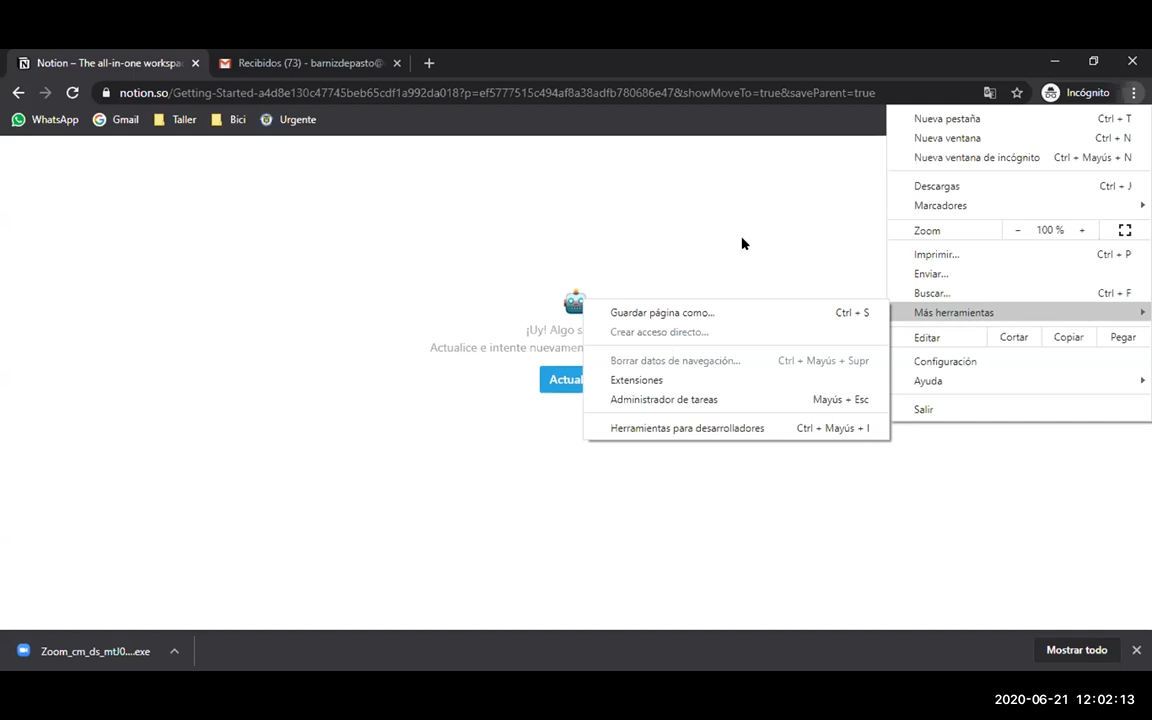 Notion – The all-in-one workspa
Recibidos (73) - barnizdepasto@
notion.so/Getting-Started-a4d8e130c47745beb65cdf1a992da018?p=ef5777515c494af8a38adfb780686e47&showMoveTo=true&saveParent=true
Incógnito
WhatsApp
Gmail
Taller
Bici
Urgente
Nueva pestaña Ctrl + T
Nueva ventana Ctrl + N
Nueva ventana de incógnito Ctrl + Mayús + N
Descargas Ctrl + J
Marcadores
Zoom - 100 % +
Imprimir... Ctrl + P
Enviar...
Buscar... Ctrl + F
Más herramientas
Editar Cortar Copiar Pegar
Configuración
Ayuda
Salir
Guardar página como... Ctrl + S
Crear acceso directo...
Borrar datos de navegación... Ctrl + Mayús + Supr
Extensiones
Administrador de tareas Mayús + Esc
Herramientas para desarrolladores Ctrl + Mayús + I
¡Uy! Algo s
Actualice e intente nuevamen
Actual
Zoom_cm_ds_mtJ0....exe
Mostrar todo
2020-06-21 12:02:13